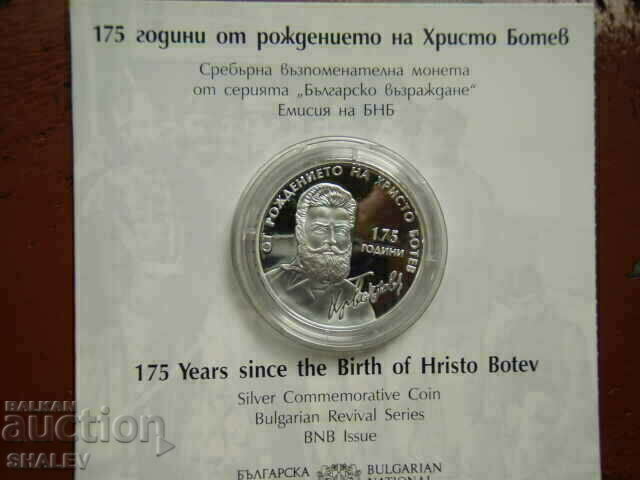 175 години от рождението на Христо Ботев
Сребърна възпоменателна монета
от серията „Българско възраждане“
Емисия на БНБ
ОТ РОЖДЕНИЕТО НА ХРИСТО БОТЕВ
175
ГОДИНИ
ХрБотев
175 Years since the Birth of Hristo Botev
Silver Commemorative Coin
Bulgarian Revival Series
BNB Issue
БЪЛГАРСКА BULGARIAN
NATIONAL
BALKAN
auction
SHALEV